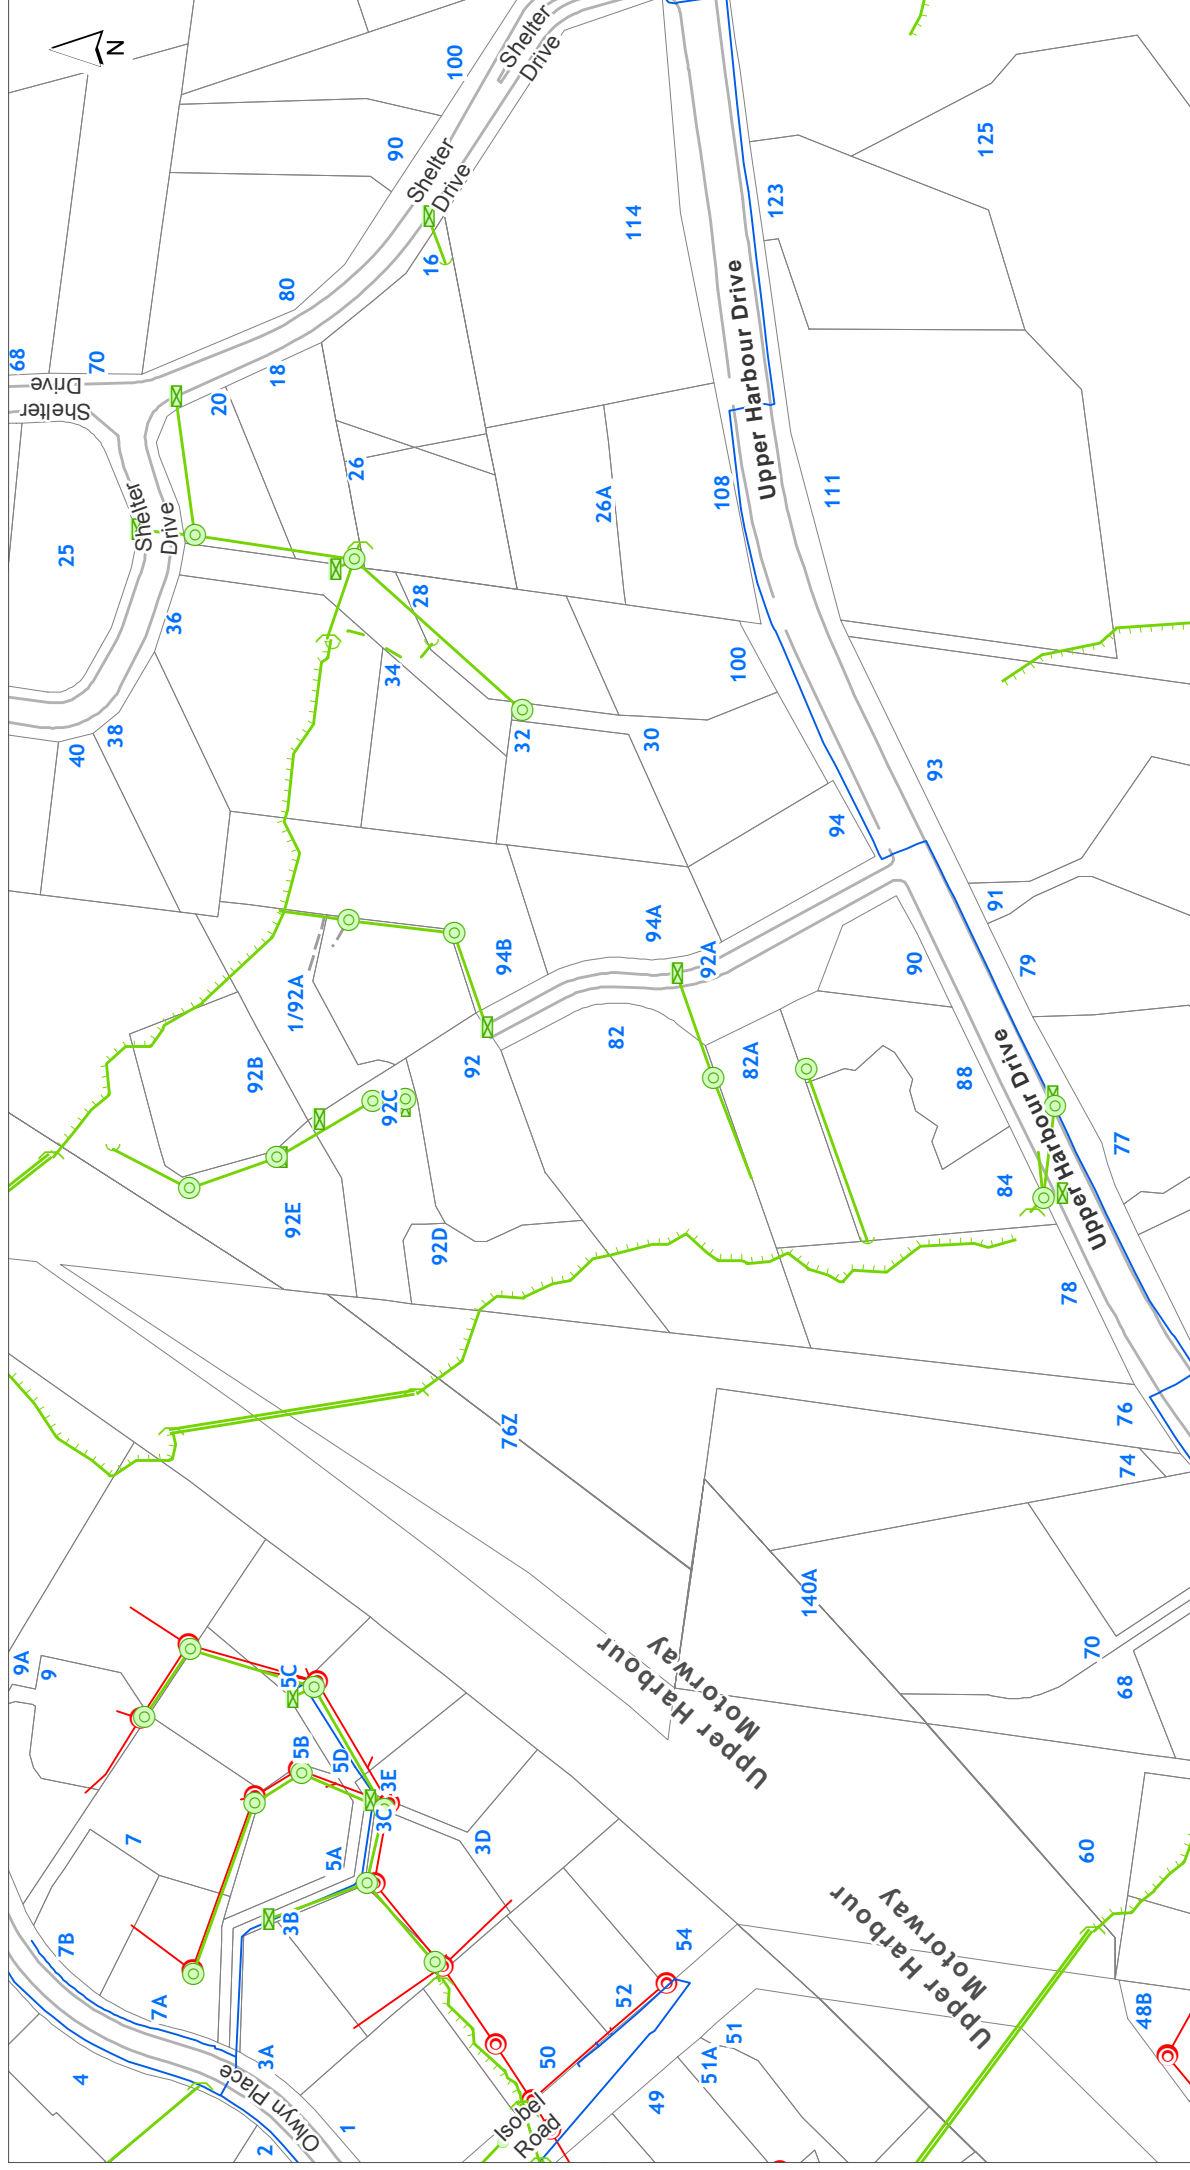 N
Shelter
Drive
100
90
Shelter
Drive
125
114
123
16
80
Upper Harbour Drive
68
70
Shelter
Drive
18
20
26
26A
108
111
25
Shelter
Drive
36
28
34
100
38
40
32
30
93
94
91
94A
94B
92A
90
79
1/92A
92
82
82A
92B
92C
88
Upper Harbour Drive
77
84
92E
92D
78
76Z
76
74
140A
70
68
9A
9
5C
Upper Harbour
Motorway
5B
5D
3E
3C
7
3D
5A
60
3B
7B
Upper Harbour
Motorway
54
7A
52
48B
51
51A
3A
50
4
Olwyn Place
49
Isobel
Road
1
2